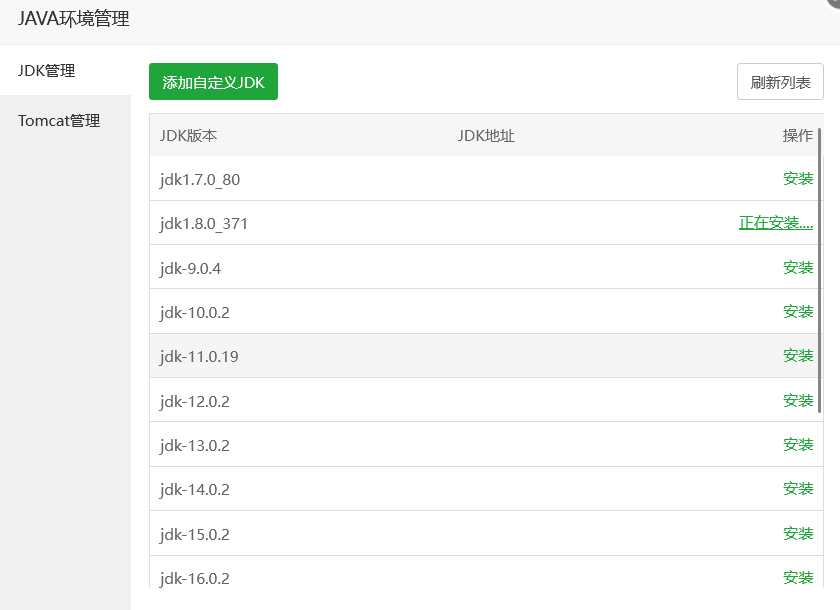 JAVA环境管理
JDK管理
Tomcat管理
添加自定义JDK
刷新列表
JDK版本 JDK地址 操作
jdk1.7.0_80 安装
jdk1.8.0_371 正在安装....
jdk-9.0.4 安装
jdk-10.0.2 安装
jdk-11.0.19 安装
jdk-12.0.2 安装
jdk-13.0.2 安装
jdk-14.0.2 安装
jdk-15.0.2 安装
jdk-16.0.2 安装